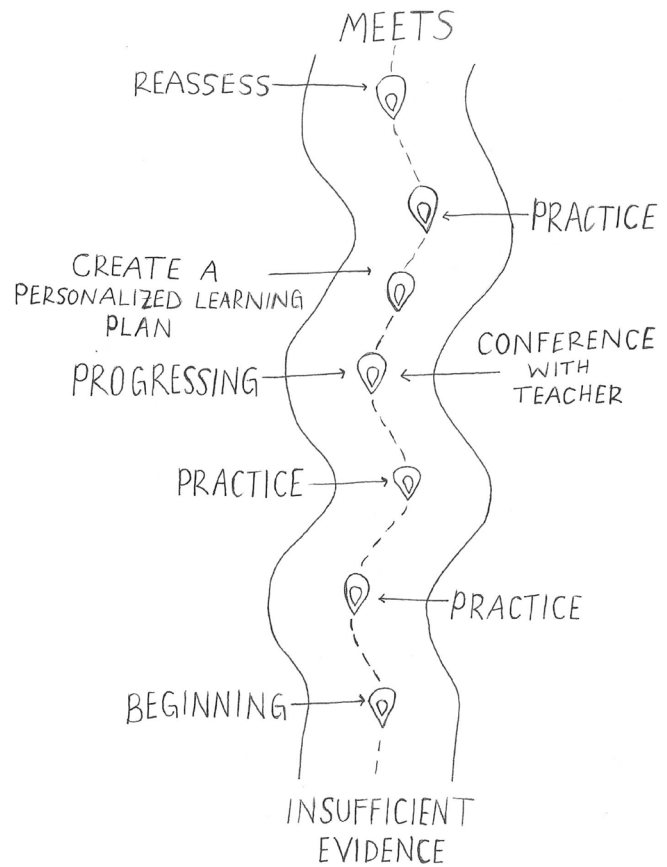 MEETS
REASSESS
PRACTICE
CREATE A
PERSONALIZED LEARNING
PLAN
CONFERENCE
WITH
TEACHER
PROGRESSING
PRACTICE
PRACTICE
BEGINNING
INSUFFICIENT
EVIDENCE